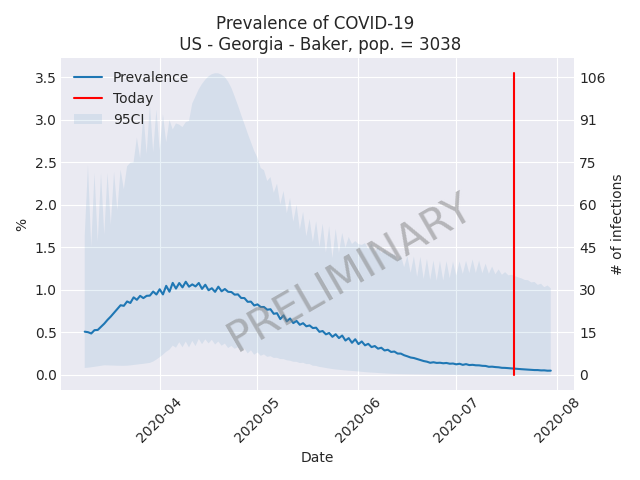 Prevalence of COVID-19
US - Georgia - Baker, pop. = 3038
Prevalence
Today
95CI
3.5
3.0
2.5
2.0
1.5
1.0
0.5
0.0
%
106
91
75
60
45
30
15
0
# of infections
PRELIMINARY
2020-04
2020-05
2020-06
2020-07
2020-08
Date